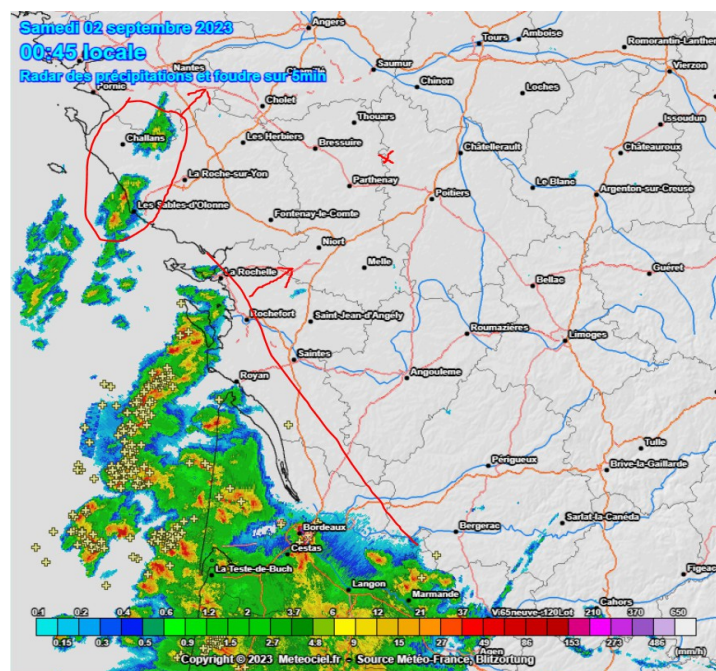 Samedi 02 septembre 2023
00:45 locale
Radar des précipitations et foudre sur 5min
Angers
Tours
Amboise
Romorantin-Lanthen
Nantes
Saumur
Vierzon
Pornic
Chinon
Loches
Cholet
Thouars
Issoudun
Challans
Les Herbiers
Bressuire
Châtellerault
Châteauroux
La Roche-sur-Yon
Parthenay
Le Blanc
Argenton-sur-Creuse
Les Sables-d'Olonne
Poitiers
Fontenay-le-Comte
Niort
Melle
La Rochelle
Guéret
Bellac
Rochefort
Saint-Jean-d'Angély
Roumazières
Limoges
Saintes
Royan
Angouleme
Tulle
Périgueux
Brive-la-Gaillarde
Bordeaux
Bergerac
Sarlat-la-Canéda
Cestas
La Teste-de-Buch
Langon
Figeac
Marmande
Cahors
0.1 0.2 0.4 0.6 1.2 2 3.7 7 12 21 37 65 120 210 370 650
0.15 0.3 0.5 0.9 1.5 2.7 4.8 9 15 27 49 86 153 273 486 (mm/h)
Agen
Copyright © 2023 Meteociel.fr - Source Météo-France, Blitzortung